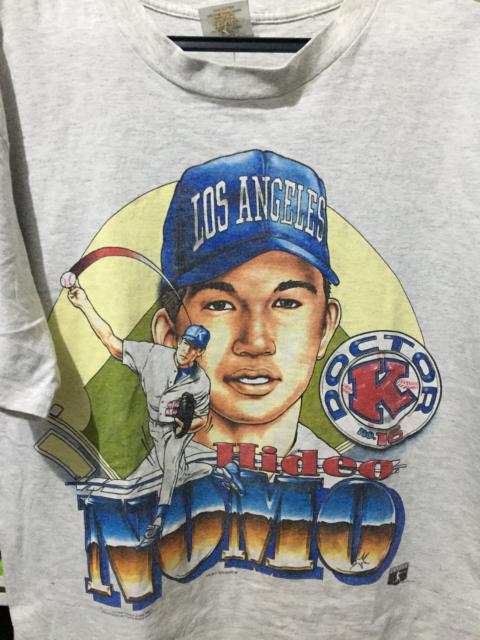 LOS ANGELES
DOCTOR
K
NO. 16
K
Hideo
NOMO